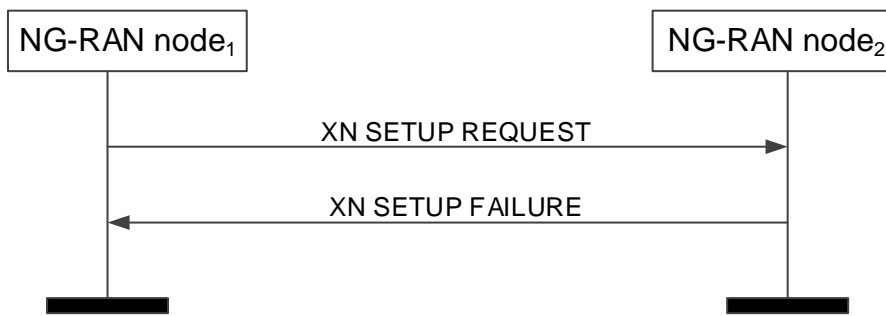 NG-RAN node₁
NG-RAN node₂
XN SETUP REQUEST
XN SETUP FAILURE